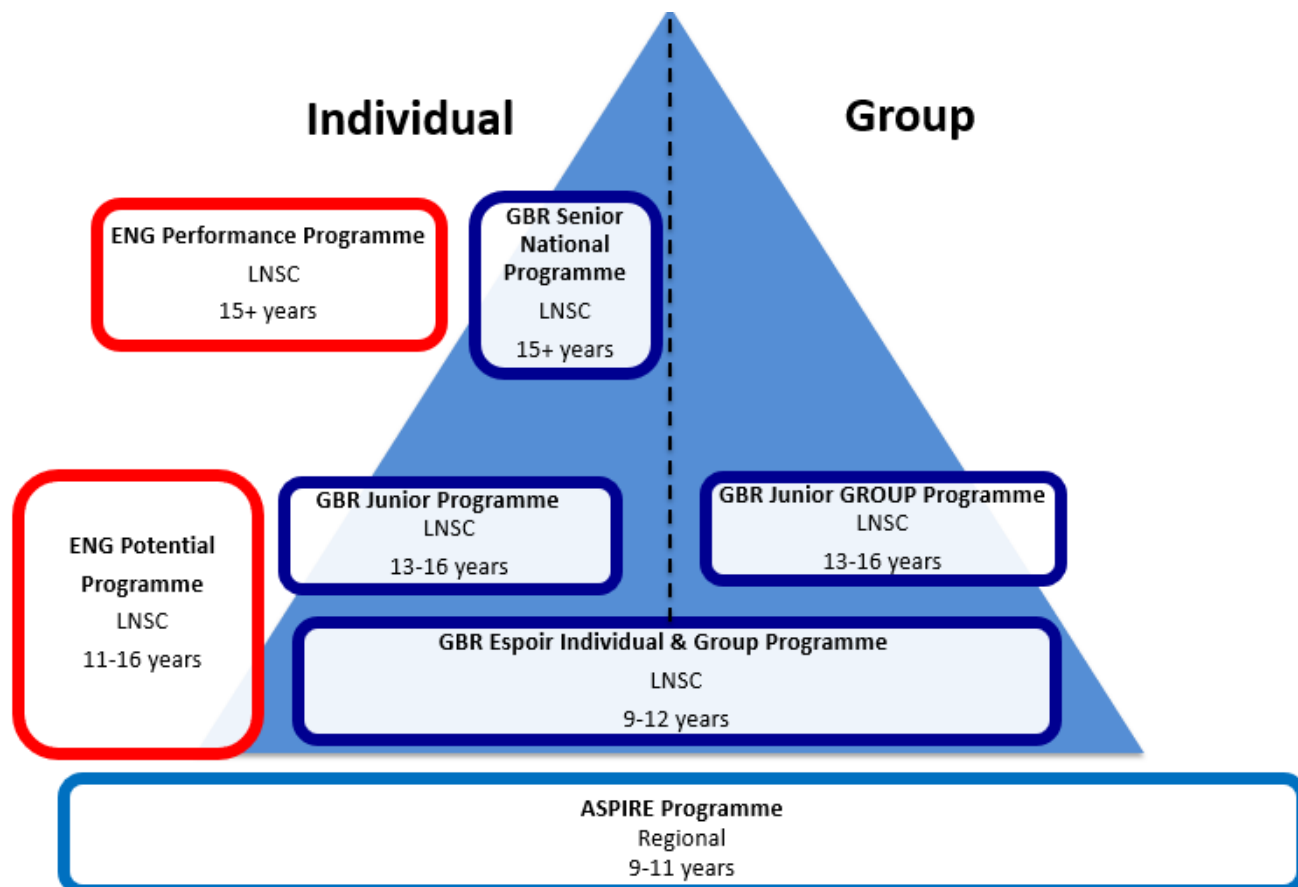 Individual
Group
ENG Performance Programme
LNSC
15+ years
GBR Senior
National
Programme
LNSC
15+ years
ENG Potential
Programme
LNSC
11-16 years
GBR Junior Programme
LNSC
13-16 years
GBR Junior GROUP Programme
LNSC
13-16 years
GBR Espoir Individual & Group Programme
LNSC
9-12 years
ASPIRE Programme
Regional
9-11 years